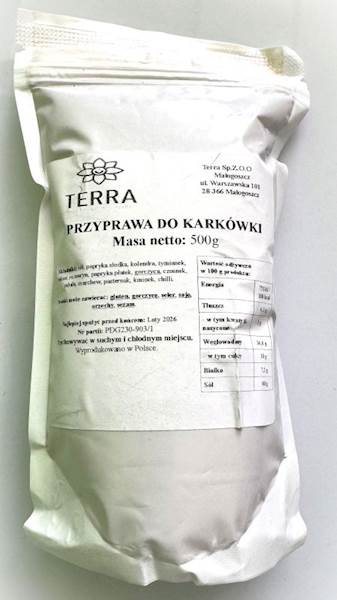 TERRA
Terra Sp.Z.O.O
Małogoszcz
ul. Warszawska 101
28 366 Małogoszcz
PRZYPRAWA DO KARKÓWKI
Masa netto: 500g
sól, papryka słodka, kolendra, tymianek,
papryka płatek, gorczyca, czosnek,
marchew, pasternak, kminek, chilli.
może zawierać: gluten, gorczycę, seler, soję,
orzechy, sezam.
Najlepiej spożyć przed końcem: Luty 2026
Nr partii: PDG230-903/1
Przechowywać w suchym i chłodnym miejscu.
Wyprodukowano w Polsce.
Wartość odżywcza
w 100 g produktu:
Energia
Tłuszcz
- w tym kwasy
nasycone
Węglowodany
- w tym cukry
Białko
Sól